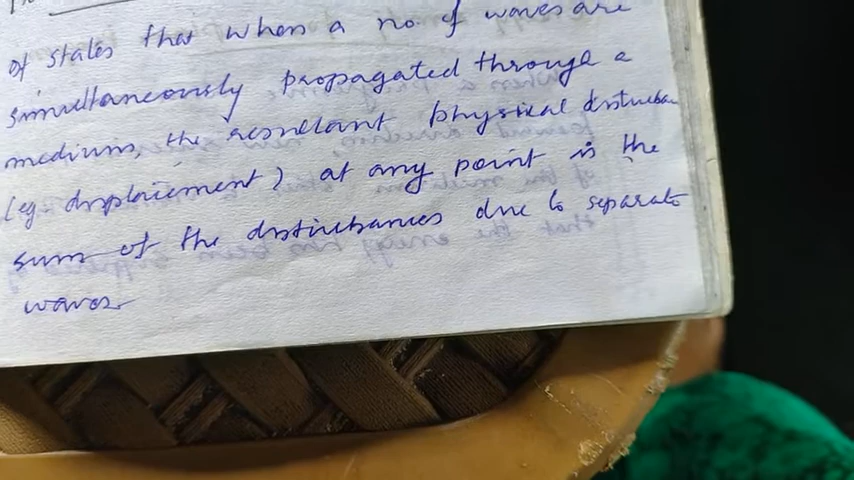 of states that when a no. of waves are
simultaneously propagated through a
medium, the resultant physical disturban
(eg. displacement) at any point is the
sum of the disturbances due to separate
waves